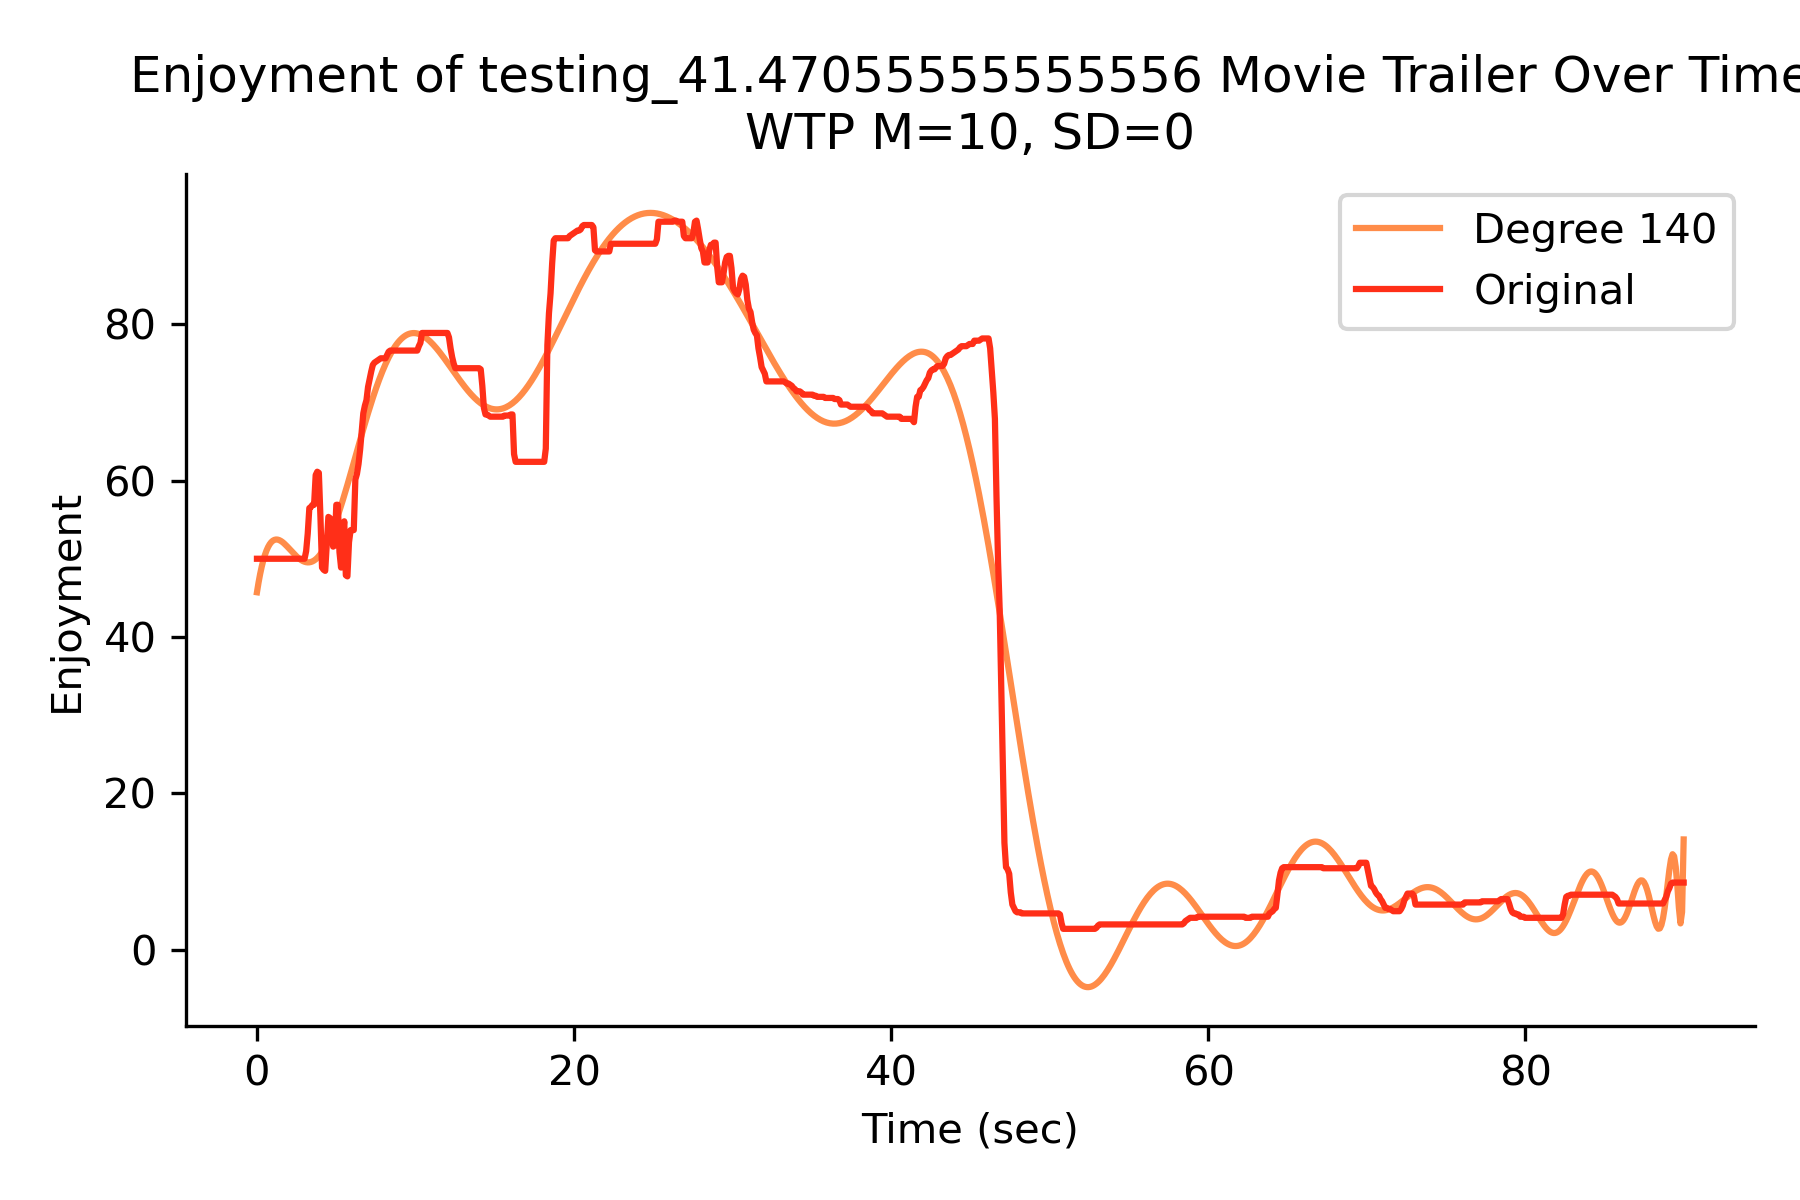 Enjoyment of testing_41.47055555555556 Movie Trailer Over Time
WTP M=10, SD=0
Degree 140
Original
Enjoyment
80
60
40
20
0
0 20 40 60 80
Time (sec)